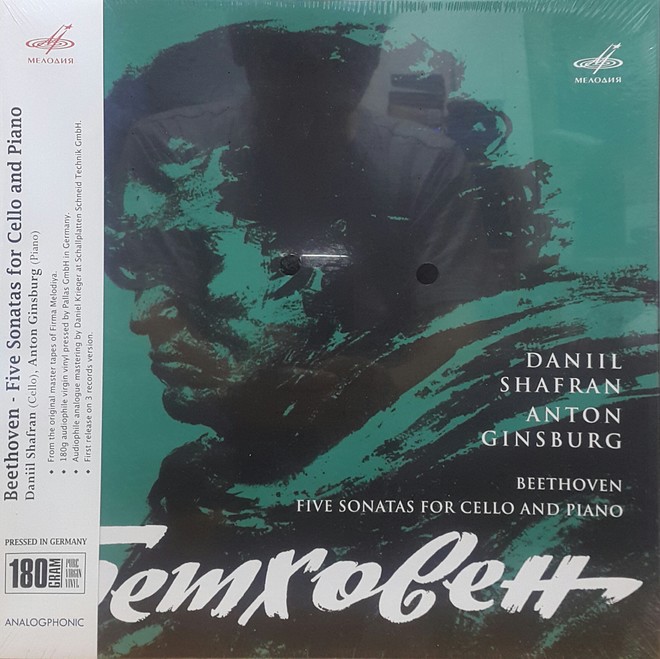 МЕЛОДИЯ
Beethoven - Five Sonatas for Cello and Piano
Daniil Shafran (Cello), Anton Ginsburg (Piano)
• From the original master tapes of Firma Melodiya.
• 180g audiophile virgin vinyl pressed by Pallas GmbH in Germany.
• Audiophile analogue mastering by Daniel Krieger at Schallplatten Schneid Technik GmbH.
• First release on 3 records version.
PRESSED IN GERMANY
180 GRAM PURE VIRGIN VINYL
ANALOGPHONIC
МЕЛОДИЯ
DANIIL
SHAFRAN
ANTON
GINSBURG
BEETHOVEN
FIVE SONATAS FOR CELLO AND PIANO
Бетховен